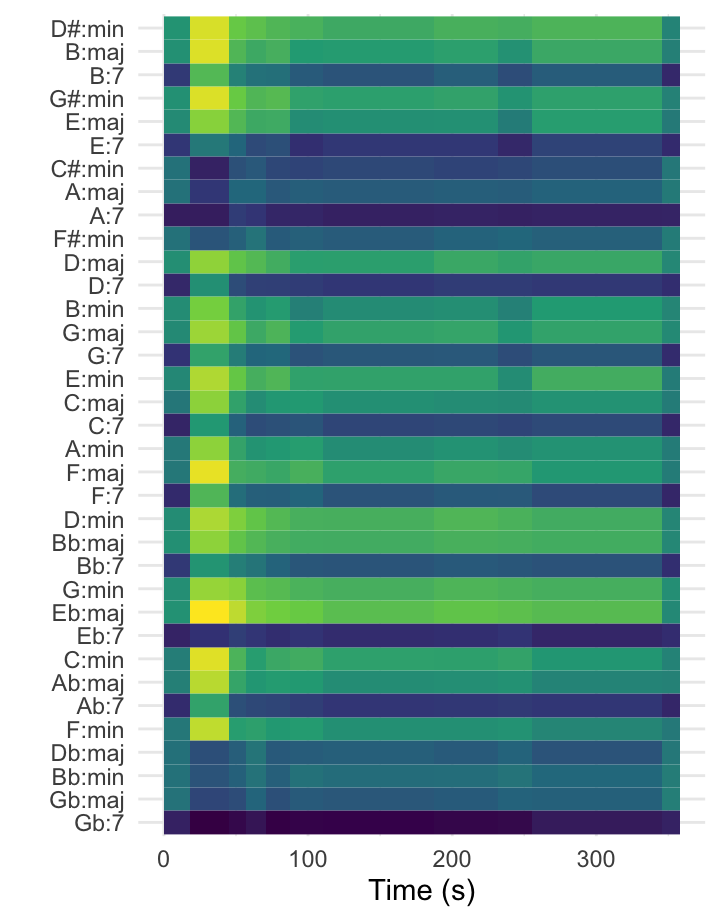 D#:min
B:maj
B:7
G#:min
E:maj
E:7
C#:min
A:maj
A:7
F#:min
D:maj
D:7
B:min
G:maj
G:7
E:min
C:maj
C:7
A:min
F:maj
F:7
D:min
Bb:maj
Bb:7
G:min
Eb:maj
Eb:7
C:min
Ab:maj
Ab:7
F:min
Db:maj
Bb:min
Gb:maj
Gb:7
0 100 200 300
Time (s)